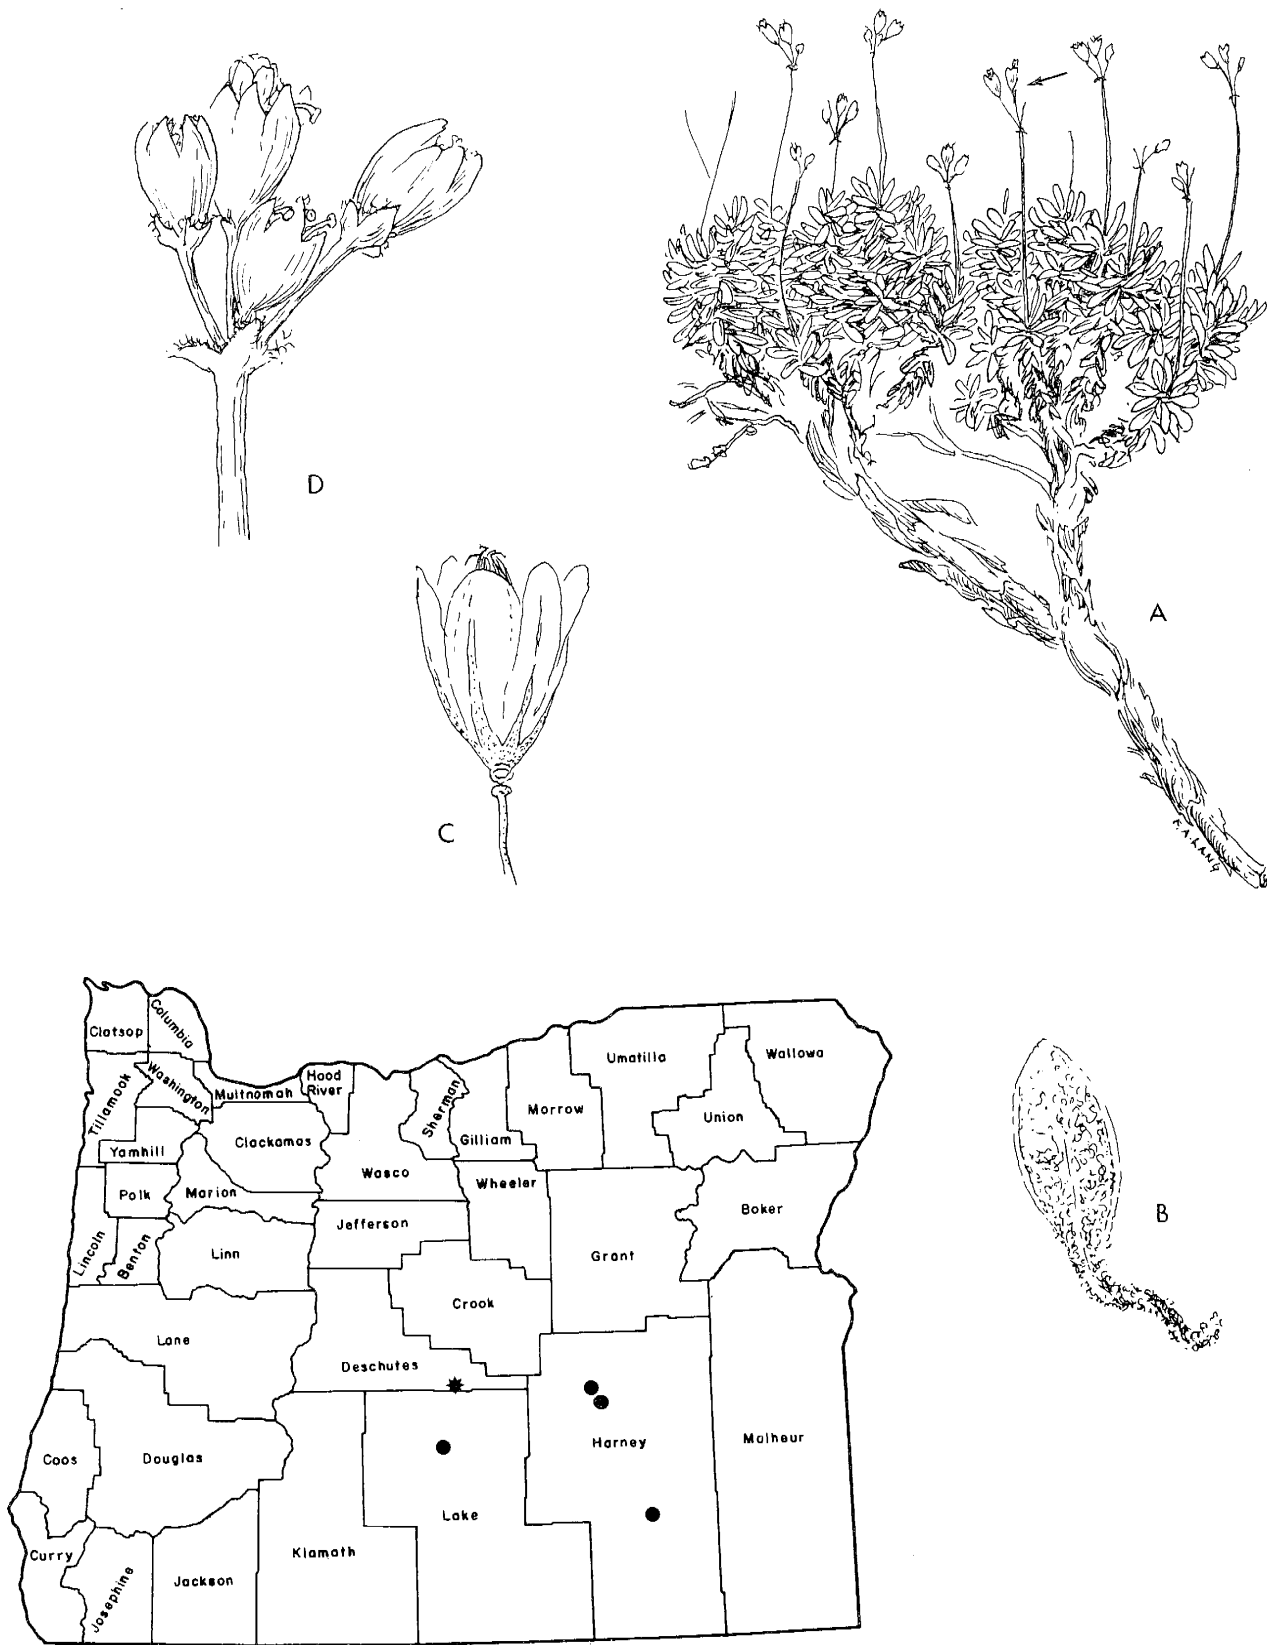 D
A
C
F.A.LANG
Clatsop
Columbia
Tillamook
Washington
Multnomah
Hood
River
Sherman
Gilliam
Morrow
Umatilla
Union
Wallowa
Yamhill
Clackamas
Wasco
Wheeler
Polk
Marion
Jefferson
Lincoln
Benton
Linn
Grant
Baker
B
Crook
Lane
Deschutes
Coos
Douglas
Harney
Malheur
Lake
Curry
Josephine
Jackson
Klamath